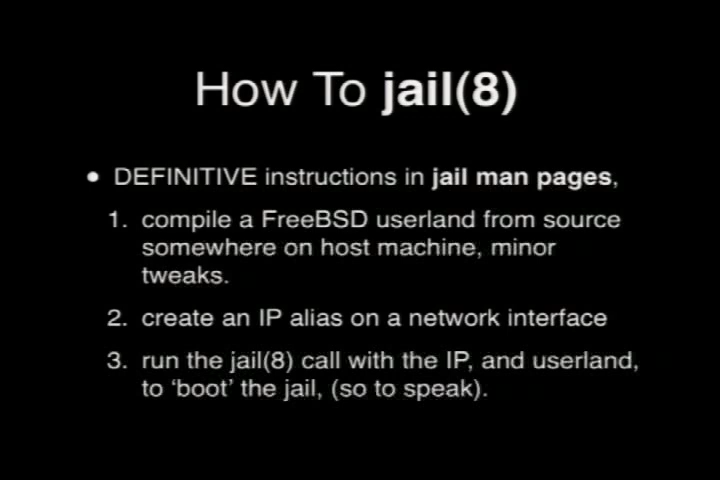 How To jail(8)
• DEFINITIVE instructions in jail man pages,
1. compile a FreeBSD userland from source
somewhere on host machine, minor
tweaks.
2. create an IP alias on a network interface
3. run the jail(8) call with the IP, and userland,
to ‘boot’ the jail, (so to speak).